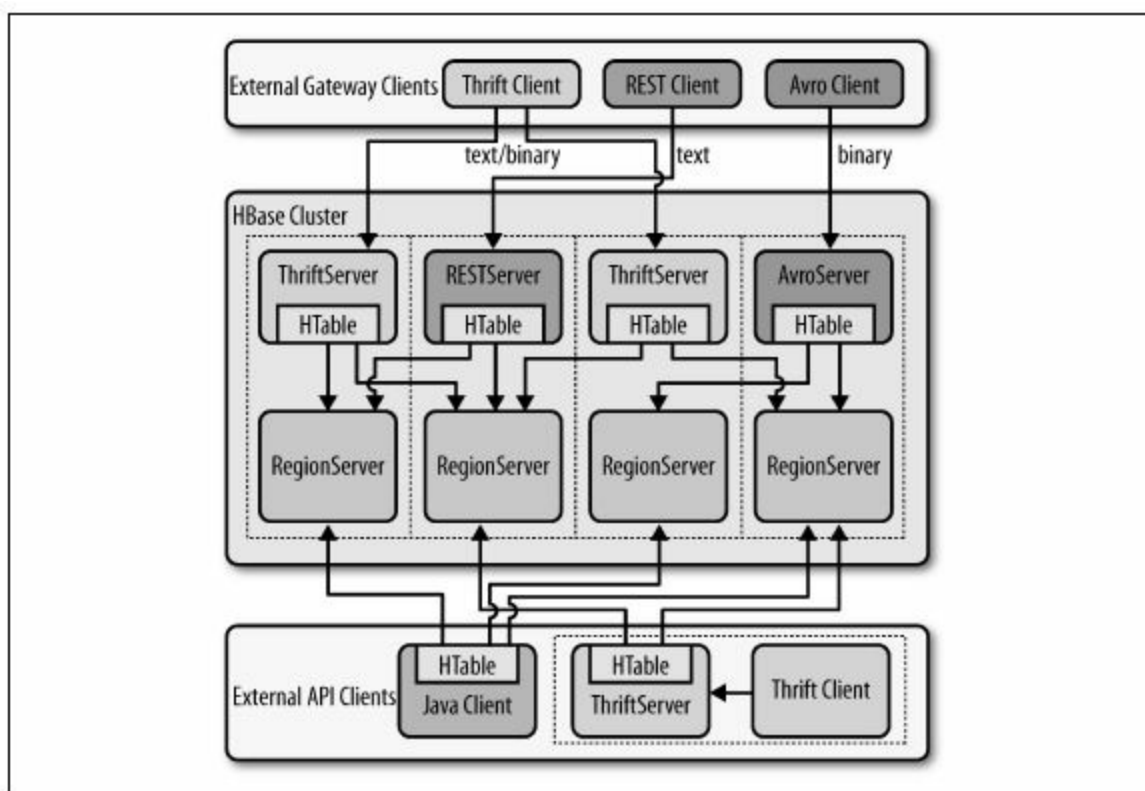 External Gateway Clients
Thrift Client
REST Client
Avro Client
text/binary
text
binary
HBase Cluster
ThriftServer
RESTServer
ThriftServer
AvroServer
HTable
HTable
HTable
HTable
RegionServer
RegionServer
RegionServer
RegionServer
External API Clients
HTable
Java Client
HTable
ThriftServer
Thrift Client